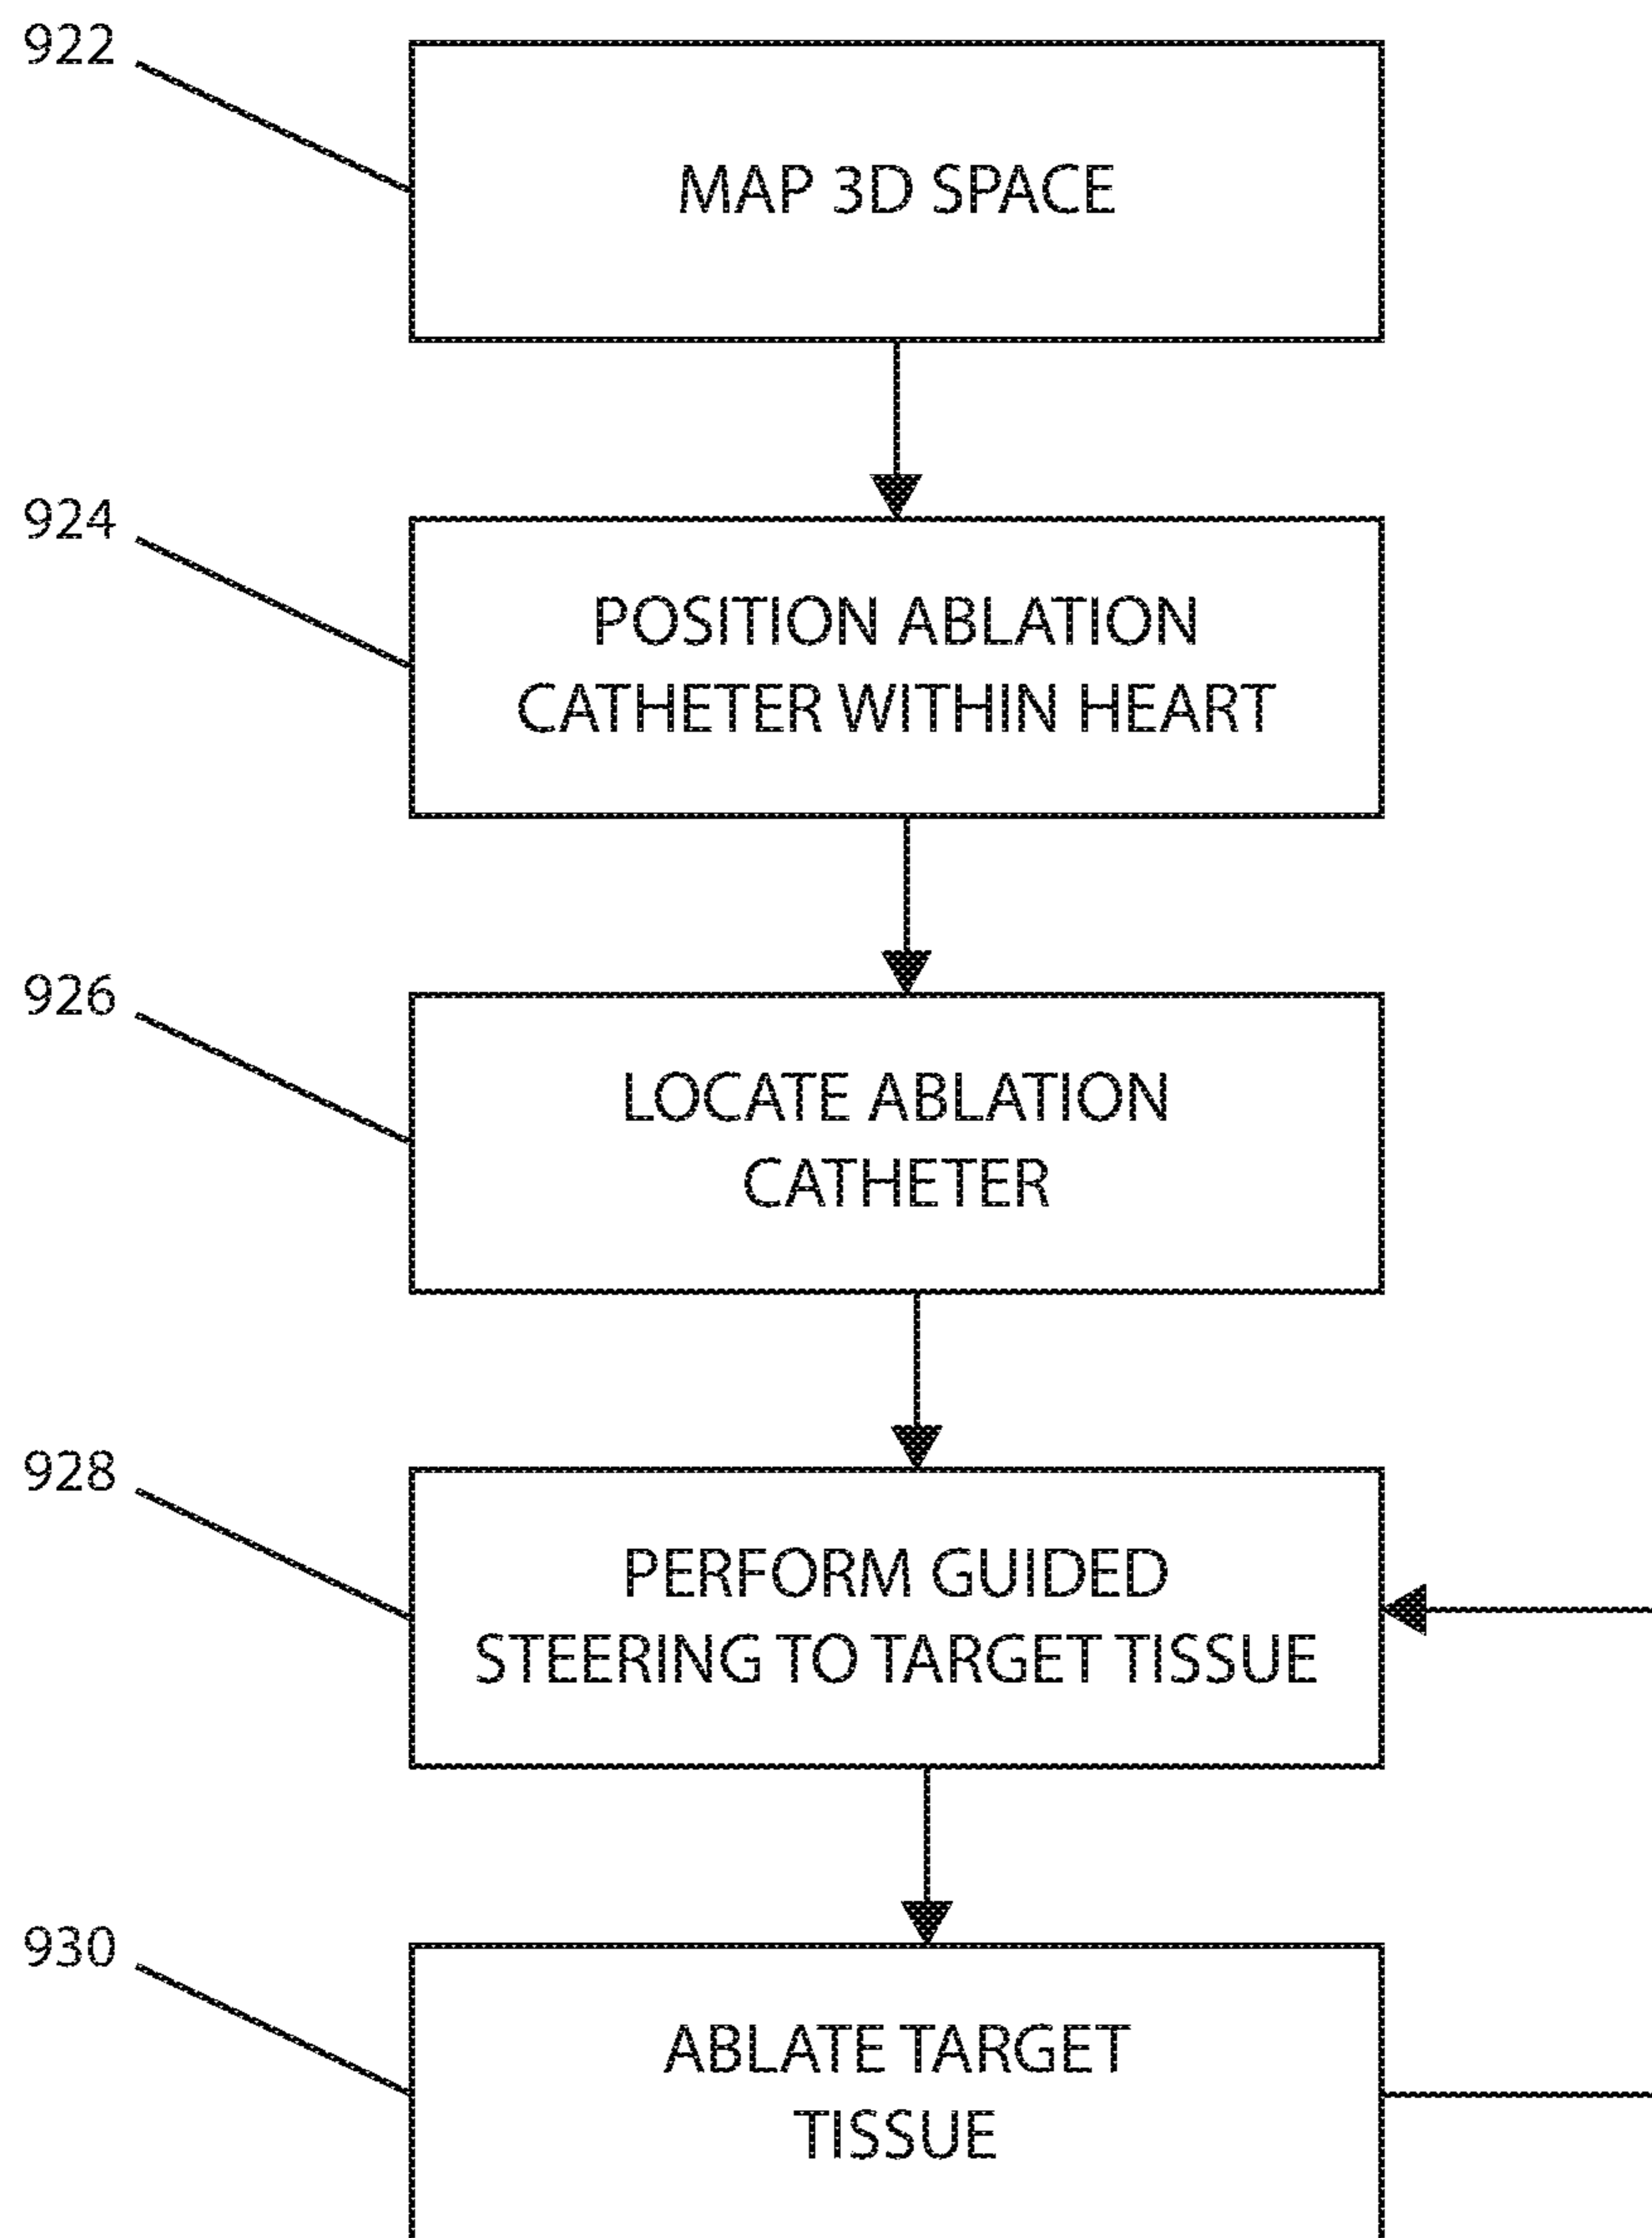 922
MAP 3D SPACE
924
POSITION ABLATION
CATHETER WITHIN HEART
926
LOCATE ABLATION
CATHETER
928
PERFORM GUIDED
STEERING TO TARGET TISSUE
930
ABLATE TARGET
TISSUE